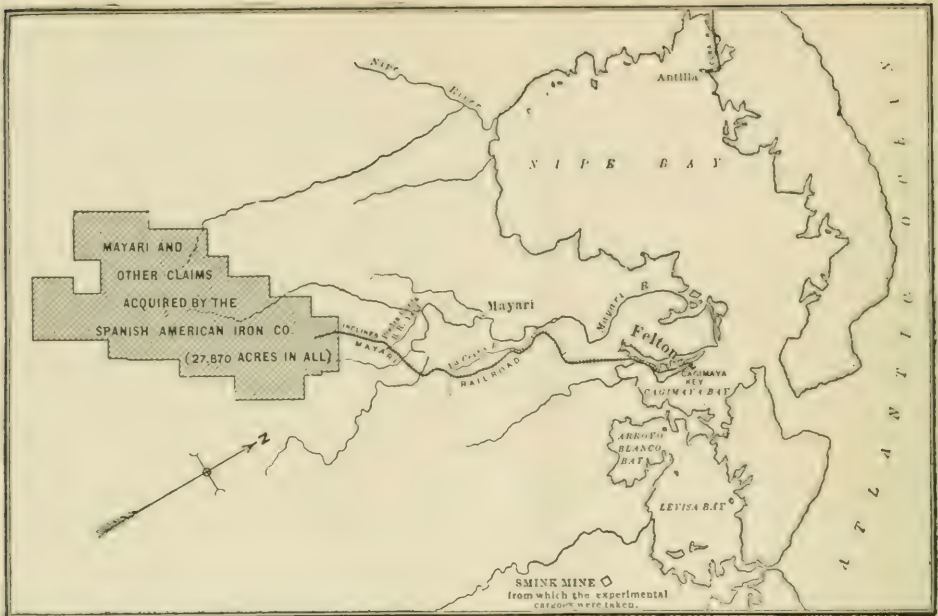 Nipe
River
Antilla
NIPE BAY
ATLANTIC OCEAN
MAYARI AND
OTHER CLAIMS
ACQUIRED BY THE
SPANISH AMERICAN IRON CO.
(27,870 ACRES IN ALL)
INCLINES
MAYARI
RAILROAD
Mayari
Mayari R.
Felton
CAGIMAYA
KEY
CAGIMAYA BAY
ARROYO
BLANCO
BAY
LEVISA BAY
N
SMINK MINE
from which the experimental
cargoes were taken.